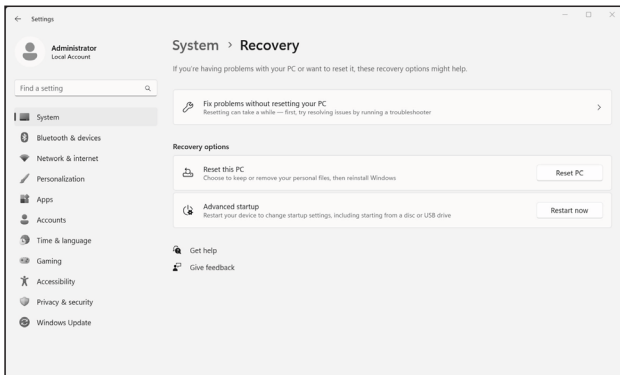 Settings
Administrator
Local Account
Find a setting
System
Bluetooth & devices
Network & internet
Personalization
Apps
Accounts
Time & language
Gaming
Accessibility
Privacy & security
Windows Update
System > Recovery
If you're having problems with your PC or want to reset it, these recovery options might help.
Fix problems without resetting your PC
Resetting can take a while — first, try resolving issues by running a troubleshooter
Recovery options
Reset this PC
Choose to keep or remove your personal files, then reinstall Windows
Reset PC
Advanced startup
Restart your device to change startup settings, including starting from a disc or USB drive
Restart now
Get help
Give feedback